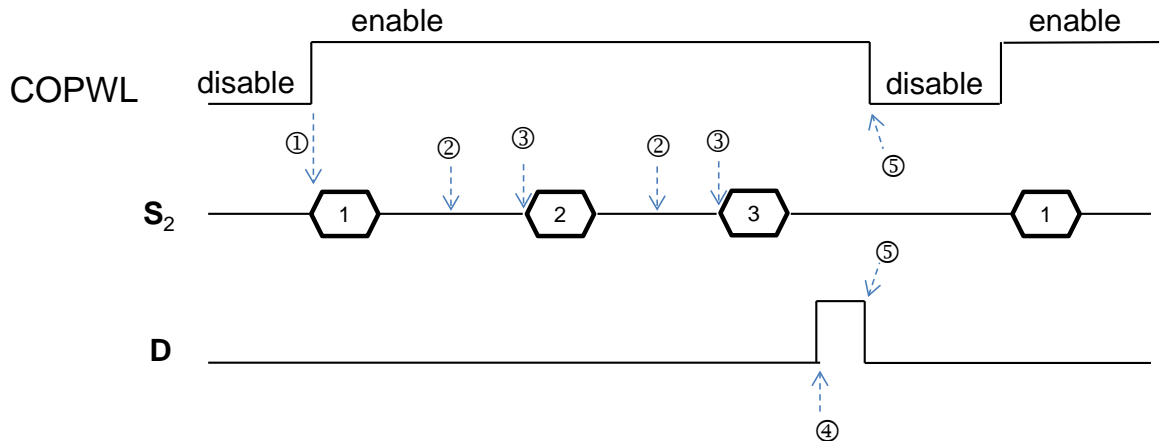 enable enable
disable disable
COPWL
① ② ③ ② ③ ⑤
S₂ 1 2 3 1
⑤
D
④